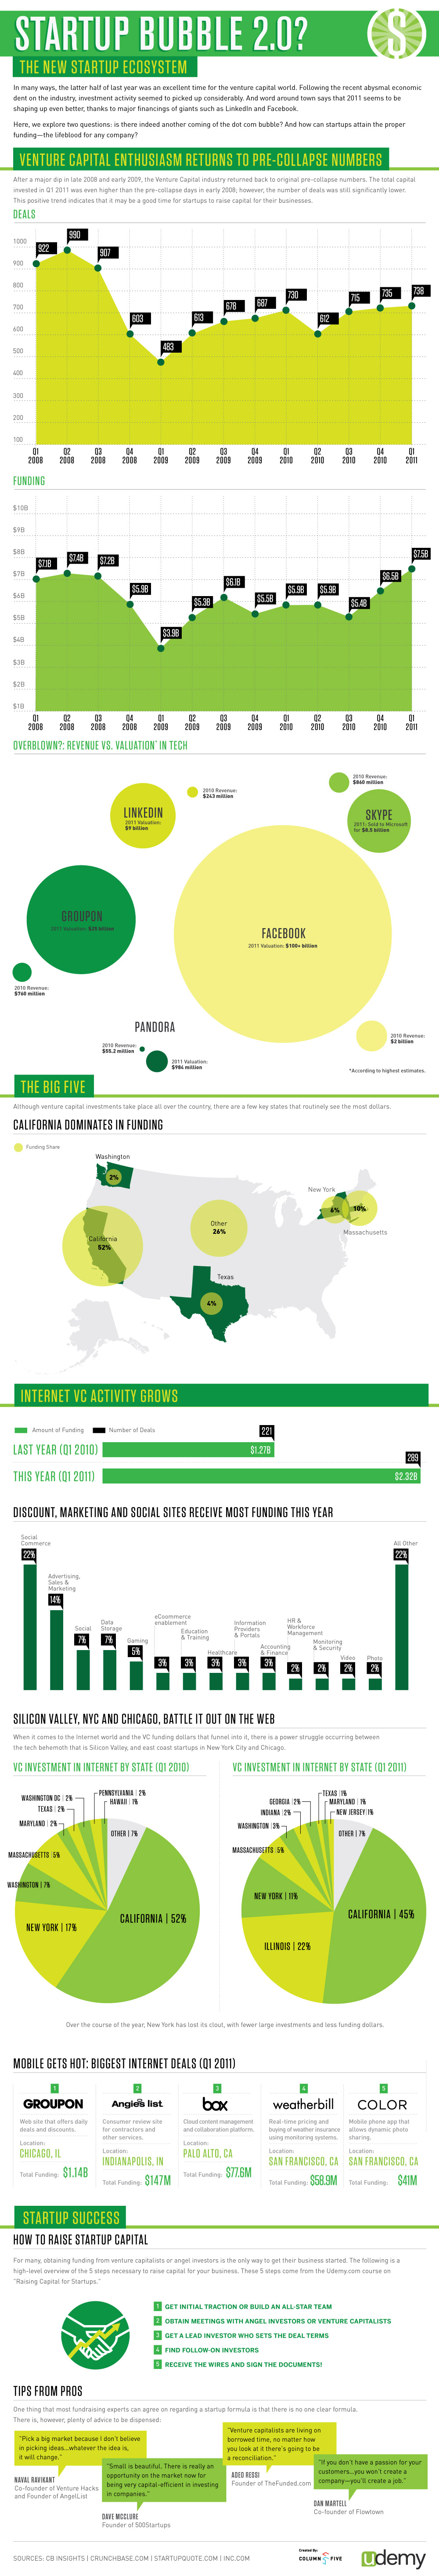 STARTUP BUBBLE 2.0?
THE NEW STARTUP ECOSYSTEM
In many ways, the latter half of last year was an excellent time for the venture capital world. Following the recent abysmal economic
dent on the industry, investment activity seemed to picked up considerably. And word around town says that 2011 seems to be
shaping up even better, thanks to major financings of giants such as LinkedIn and Facebook.
Here, we explore two questions: is there indeed another coming of the dot com bubble? And how can startups attain the proper
funding—the lifeblood for any company?
VENTURE CAPITAL ENTHUSIASM RETURNS TO PRE-COLLAPSE NUMBERS
After a major dip in late 2008 and early 2009, the Venture Capital industry returned back to original pre-collapse numbers. The total capital
invested in Q1 2011 was even higher than the pre-collapse days in early 2008; however, the number of deals was still significantly lower.
This positive trend indicates that it may be a good time for startups to raise capital for their businesses.
DEALS
1000
900
800
700
600
500
400
300
200
100
922
990
907
603
483
613
678
687
730
612
715
735
738
Q1 Q2 Q3 Q4 Q1 Q2 Q3 Q4 Q1 Q2 Q3 Q4 Q1
2008 2008 2008 2008 2009 2009 2009 2009 2010 2010 2010 2010 2011
FUNDING
$10B
$9B
$8B
$7B
$6B
$5B
$4B
$3B
$2B
$1B
$7.1B
$7.4B
$7.2B
$5.9B
$3.9B
$5.3B
$6.1B
$5.5B
$5.9B
$5.9B
$5.4B
$6.5B
$7.5B
Q1 Q2 Q3 Q4 Q1 Q2 Q3 Q4 Q1 Q2 Q3 Q4 Q1
2008 2008 2008 2008 2009 2009 2009 2009 2010 2010 2010 2010 2011
OVERBLOWN?: REVENUE VS. VALUATION* IN TECH
LINKEDIN
2011 Valuation:
$9 billion
2010 Revenue:
$243 million
2010 Revenue:
$860 million
SKYPE
2011: Sold to Microsoft
for $8.5 billion
GROUPON
2011 Valuation: $25 billion
2010 Revenue:
$760 million
FACEBOOK
2011 Valuation: $100+ billion
2010 Revenue:
$2 billion
PANDORA
2010 Revenue:
$55.2 million
2011 Valuation:
$984 million
*According to highest estimates.
THE BIG FIVE
Although venture capital investments take place all over the country, there are a few key states that routinely see the most dollars.
CALIFORNIA DOMINATES IN FUNDING
Funding Share
Washington
2%
California
52%
Other
26%
Texas
4%
New York
6%
10%
Massachusetts
INTERNET VC ACTIVITY GROWS
Amount of Funding
Number of Deals
LAST YEAR (Q1 2010)
$1.27B
221
THIS YEAR (Q1 2011)
$2.32B
289
DISCOUNT, MARKETING AND SOCIAL SITES RECEIVE MOST FUNDING THIS YEAR
Social
Commerce
22%
Advertising,
Sales &
Marketing
14%
Social
7%
Data
Storage
7%
Gaming
5%
eCoommerce
enablement
3%
Education
& Training
3%
Healthcare
3%
Information
Providers
& Portals
3%
Accounting
& Finance
3%
HR &
Workforce
Management
2%
Monitoring
& Security
2%
Video
2%
Photo
2%
All Other
22%
SILICON VALLEY, NYC AND CHICAGO, BATTLE IT OUT ON THE WEB
When it comes to the Internet world and the VC funding dollars that funnel into it, there is a power struggle occurring between
the tech behemoth that is Silicon Valley, and east coast startups in New York City and Chicago.
VC INVESTMENT IN INTERNET BY STATE (Q1 2010)
PENNSYLVANIA | 2%
HAWAII | 1%
WASHINGTON DC | 2%
TEXAS | 2%
MARYLAND | 2%
OTHER | 7%
MASSACHUSETTS | 5%
WASHINGTON | 7%
NEW YORK | 17%
CALIFORNIA | 52%
VC INVESTMENT IN INTERNET BY STATE (Q1 2011)
TEXAS | 1%
MARYLAND | 1%
NEW JERSEY | 1%
GEORGIA | 2%
INDIANA | 2%
WASHINGTON | 3%
OTHER | 7%
MASSACHUSETTS | 5%
NEW YORK | 11%
CALIFORNIA | 45%
ILLINOIS | 22%
Over the course of the year, New York has lost its clout, with fewer large investments and less funding dollars.
MOBILE GETS HOT: BIGGEST INTERNET DEALS (Q1 2011)
1
GROUPON
Web site that offers daily
deals and discounts.
Location:
CHICAGO, IL
Total Funding: $1.14B
2
Angie's list
Consumer review site
for contractors and
other services.
Location:
INDIANAPOLIS, IN
Total Funding: $147M
3
box
Cloud content management
and collaboration platform.
Location:
PALO ALTO, CA
Total Funding: $77.6M
4
weatherbill
Real-time pricing and
buying of weather insurance
using monitoring systems.
Location:
SAN FRANCISCO, CA
Total Funding: $58.9M
5
COLOR
Mobile phone app that
allows dynamic photo
sharing.
Location:
SAN FRANCISCO, CA
Total Funding: $41M
STARTUP SUCCESS
HOW TO RAISE STARTUP CAPITAL
For many, obtaining funding from venture capitalists or angel investors is the only way to get their business started. The following is a
high-level overview of the 5 steps necessary to raise capital for your business. These 5 steps come from the Udemy.com course on
"Raising Capital for Startups."
1 GET INITIAL TRACTION OR BUILD AN ALL-STAR TEAM
2 OBTAIN MEETINGS WITH ANGEL INVESTORS OR VENTURE CAPITALISTS
3 GET A LEAD INVESTOR WHO SETS THE DEAL TERMS
4 FIND FOLLOW-ON INVESTORS
5 RECEIVE THE WIRES AND SIGN THE DOCUMENTS!
TIPS FROM PROS
One thing that most fundraising experts can agree on regarding a startup formula is that there is no one clear formula.
There is, however, plenty of advice to be dispensed:
"Pick a big market because I don't believe
in picking ideas...whatever the idea is,
it will change."
NAVAL RAVIKANT
Co-founder of Venture Hacks
and Founder of AngelList
"Small is beautiful. There is really an
opportunity on the market now for
being very capital-efficient in investing
in companies."
DAVE MCCLURE
Founder of 500Startups
"Venture capitalists are living on
borrowed time, no matter how
you look at it there's going to be
a reconciliation."
ADEO RESSI
Founder of TheFunded.com
"If you don't have a passion for your
customers...you won't create a
company—you'll create a job."
DAN MARTELL
Co-founder of Flowtown
SOURCES: CB INSIGHTS | CRUNCHBASE.COM | STARTUPQUOTE.COM | INC.COM
Created By:
COLUMN FIVE
udemy